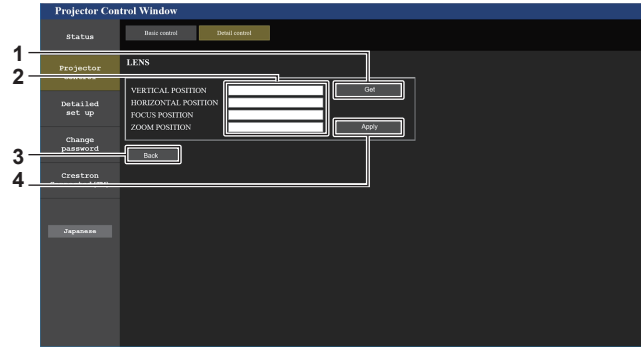 Projector Control Window
Status
Basic control
Detail control
1
Projector
LENS
2
VERTICAL POSITION
Get
HORIZONTAL POSITION
Detailed
set up
FOCUS POSITION
ZOOM POSITION
Apply
Change
password
3
Back
Crestron
4
Japanese